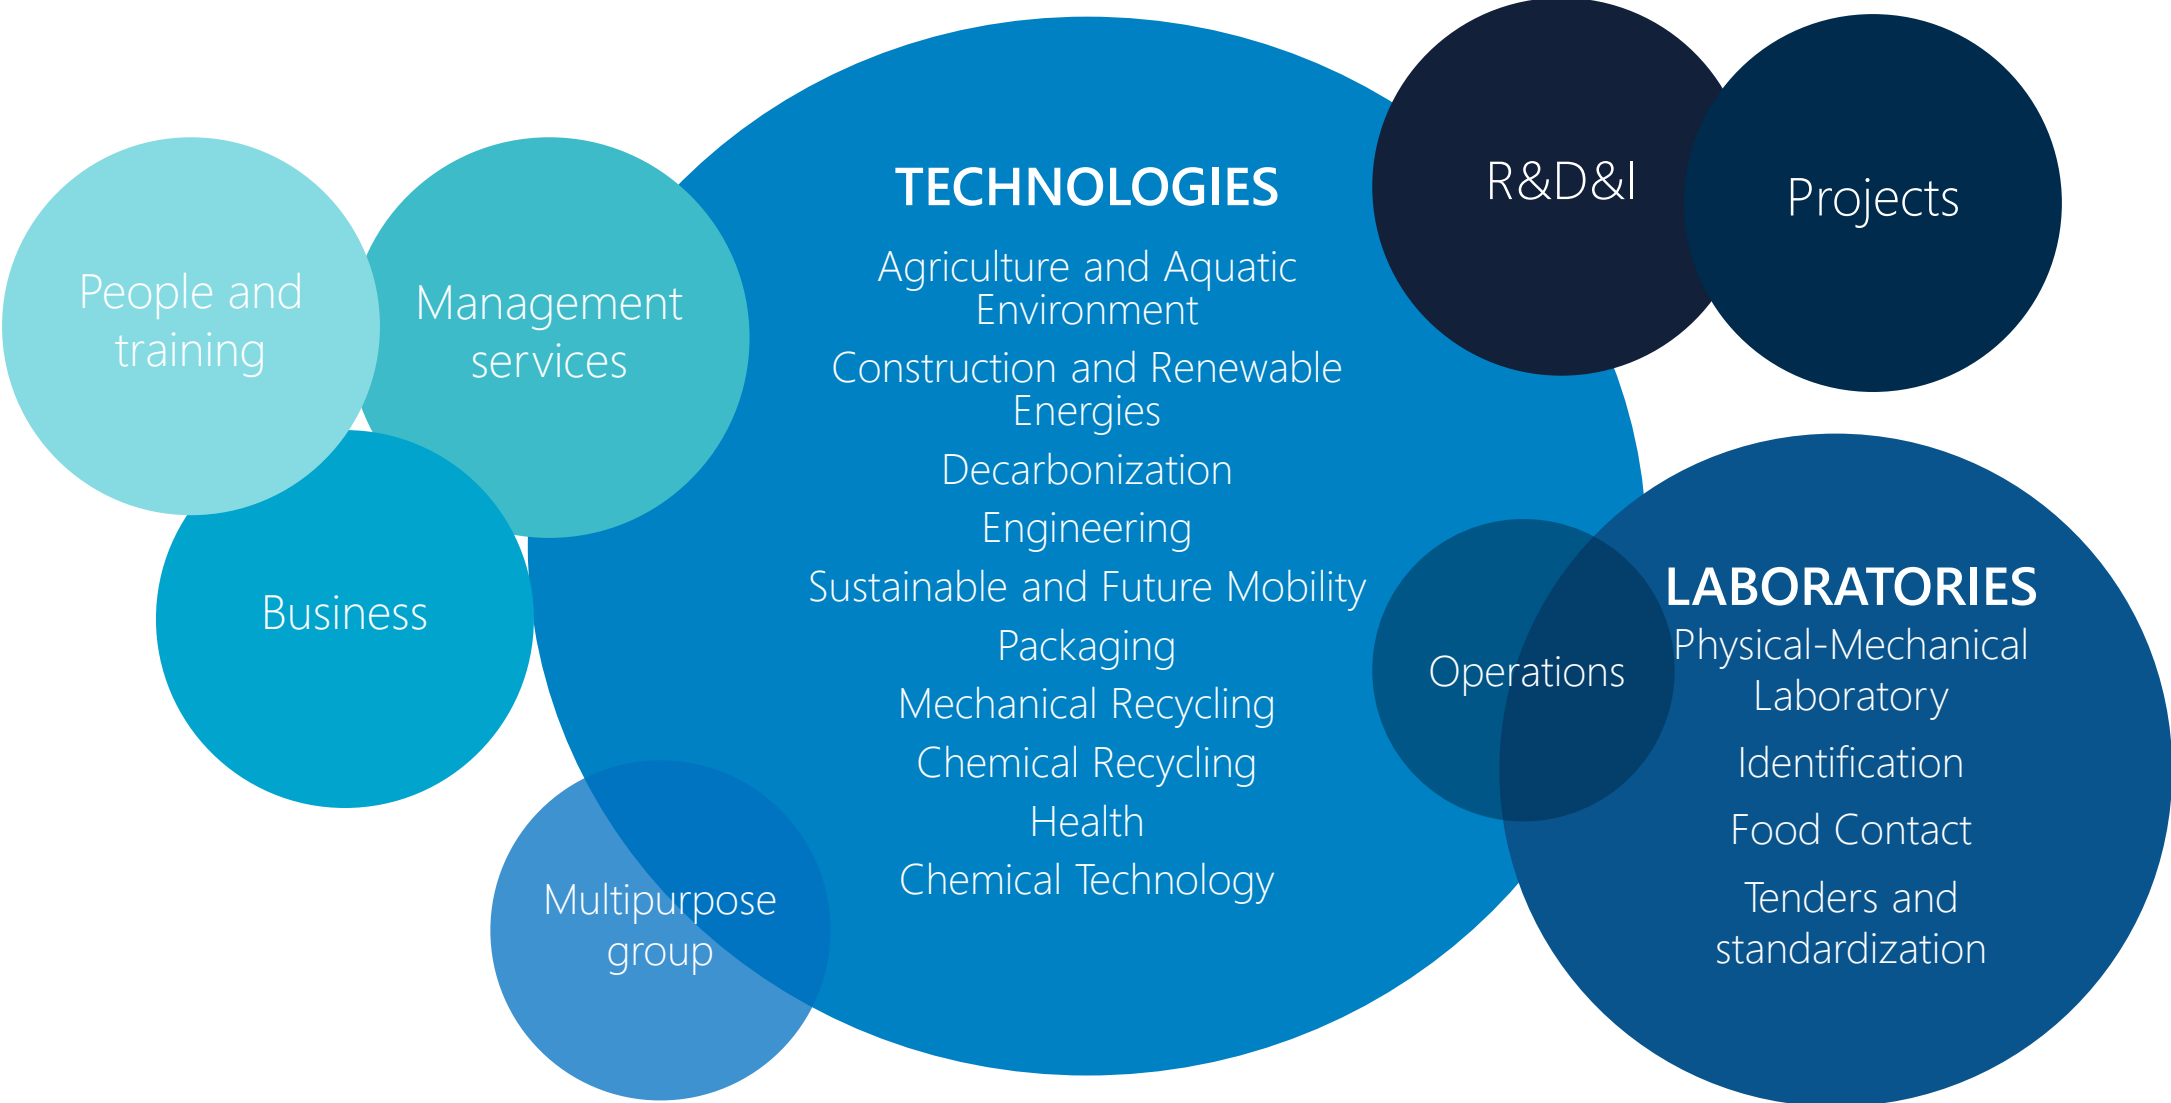 People and
training
Management
services
Business
Multipurpose
group
TECHNOLOGIES
Agriculture and Aquatic
Environment
Construction and Renewable
Energies
Decarbonization
Engineering
Sustainable and Future Mobility
Packaging
Mechanical Recycling
Chemical Recycling
Health
Chemical Technology
R&D&I
Projects
Operations
LABORATORIES
Physical-Mechanical
Laboratory
Identification
Food Contact
Tenders and
standardization